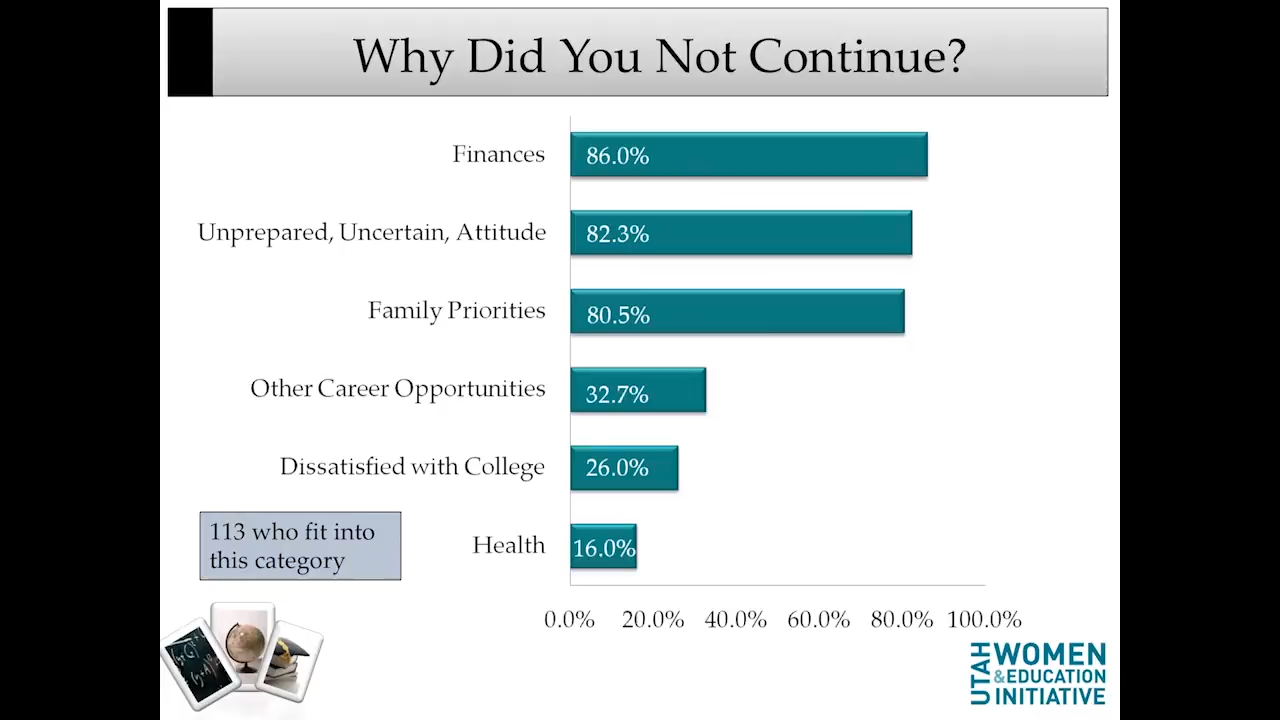 Why Did You Not Continue?
Finances
86.0%
Unprepared, Uncertain, Attitude
82.3%
Family Priorities
80.5%
Other Career Opportunities
32.7%
Dissatisfied with College
26.0%
113 who fit into
this category
Health
16.0%
0.0% 20.0% 40.0% 60.0% 80.0% 100.0%
UTAH
WOMEN
&EDUCATION
INITIATIVE